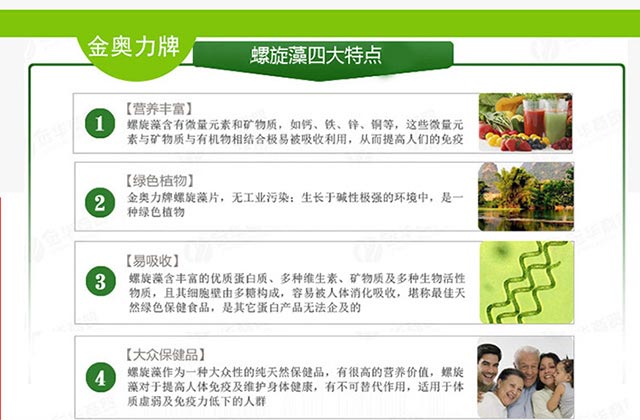 金奥力牌
螺旋藻四大特点
1
【营养丰富】
螺旋藻含有微量元素和矿物质，如钙、铁、锌、铜等，这些微量元
素与矿物质与有机物相结合极易被吸收利用，从而提高人们的免疫
2
【绿色植物】
金奥力牌螺旋藻片，无工业污染；生长于碱性极强的环境中，是一
种绿色植物
3
【易吸收】
螺旋藻含丰富的优质蛋白质、多种维生素、矿物质及多种生物活性
物质，且其细胞壁由多糖构成，容易被人体消化吸收，堪称最佳天
然绿色保健食品，是其它蛋白产品无法企及的
4
【大众保健品】
螺旋藻作为一种大众性的纯天然保健品，有很高的营养价值，螺旋
藻对于提高人体免疫及维护身体健康，有不可替代作用，适用于体
质虚弱及免疫力低下的人群